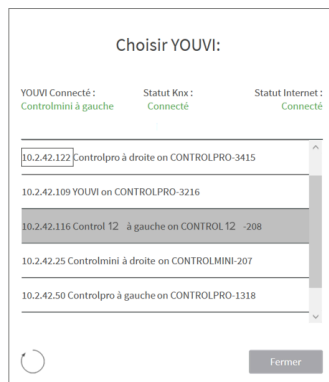 Choisir YOUVI:
YOUVI Connecté : Statut Knx : Statut Internet :
Controlmini à gauche Connecté Connecté
10.2.42.122 Controlpro à droite on CONTROLPRO-3415
10.2.42.109 YOUVI on CONTROLPRO-3216
10.2.42.116 Control 12 à gauche on CONTROL 12 -208
10.2.42.25 Controlmini à droite on CONTROLMINI-207
10.2.42.50 Controlpro à gauche on CONTROLPRO-1318
Fermer